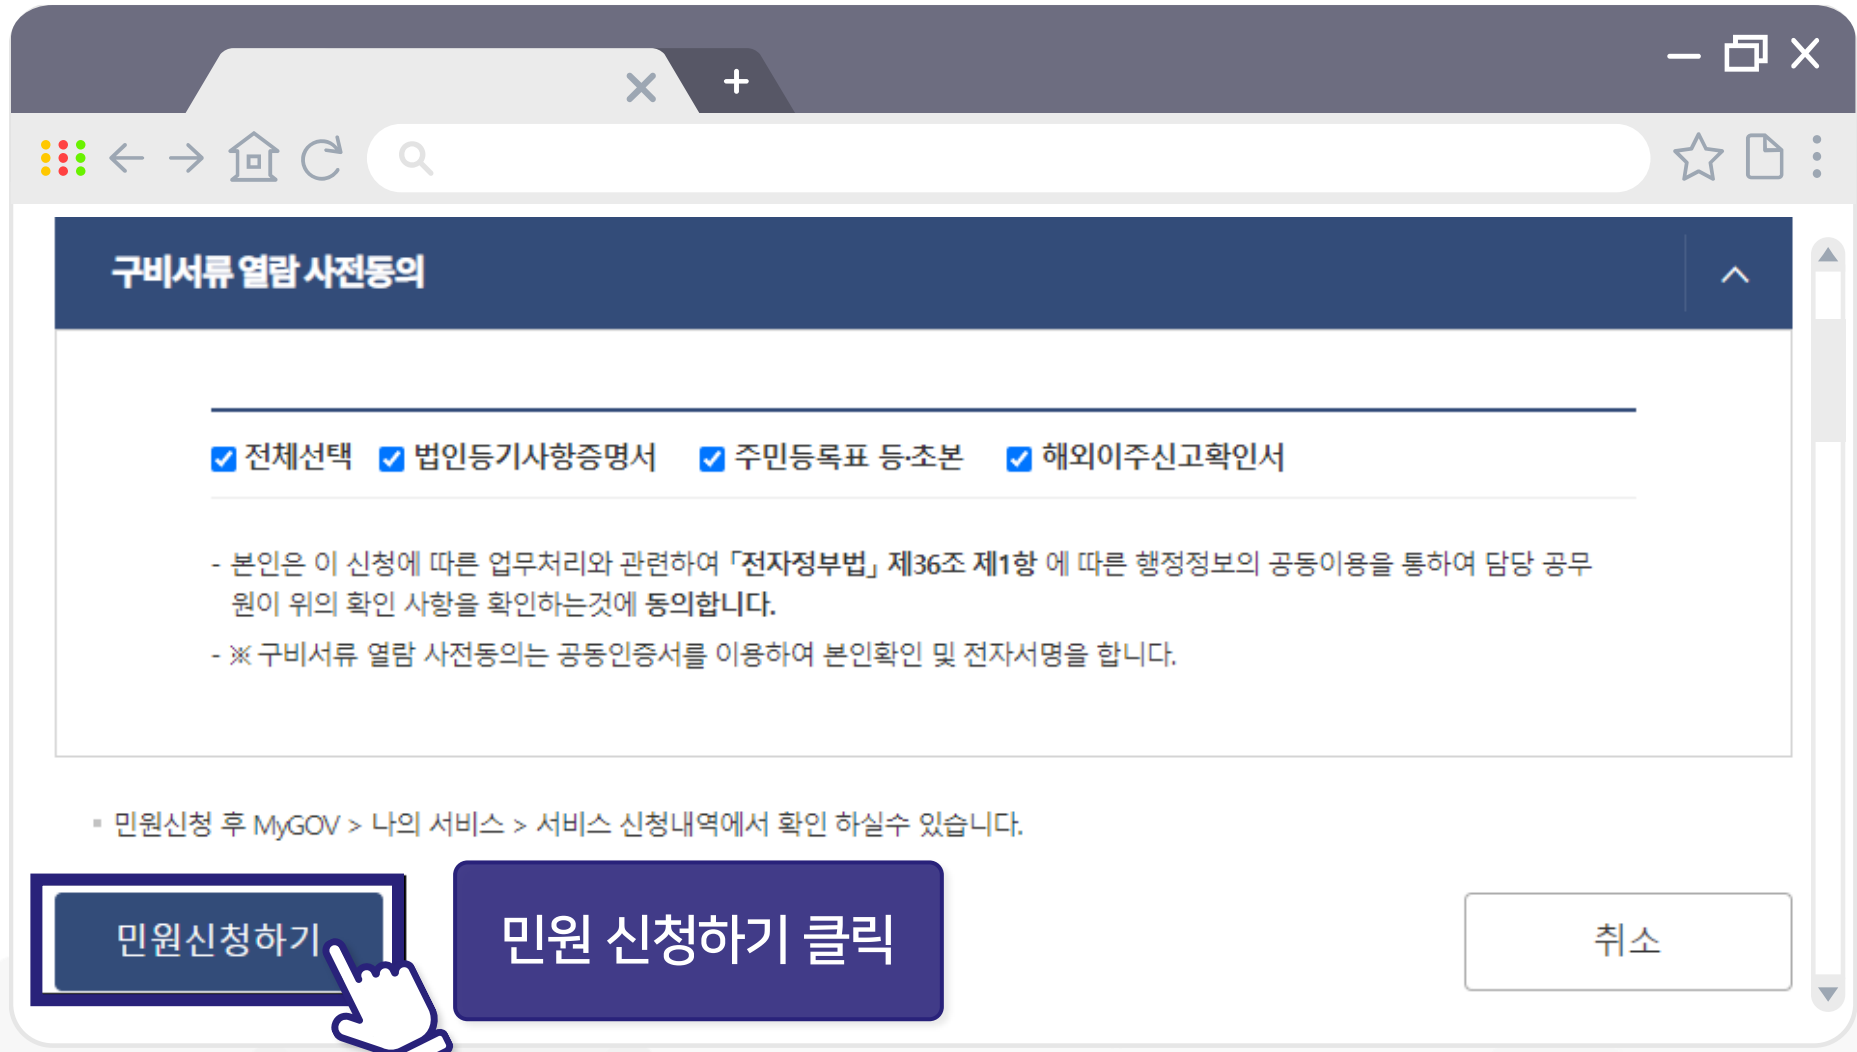 구비서류 열람 사전동의
전체선택 법인등기사항증명서 주민등록표 등·초본 해외이주신고확인서
- 본인은 이 신청에 따른 업무처리와 관련하여 「전자정부법」 제36조 제1항 에 따른 행정정보의 공동이용을 통하여 담당 공무
원이 위의 확인 사항을 확인하는것에 동의합니다.
- ※ 구비서류 열람 사전동의는 공동인증서를 이용하여 본인확인 및 전자서명을 합니다.
민원신청 후 MyGOV > 나의 서비스 > 서비스 신청내역에서 확인 하실수 있습니다.
민원신청하기
민원 신청하기 클릭
취소